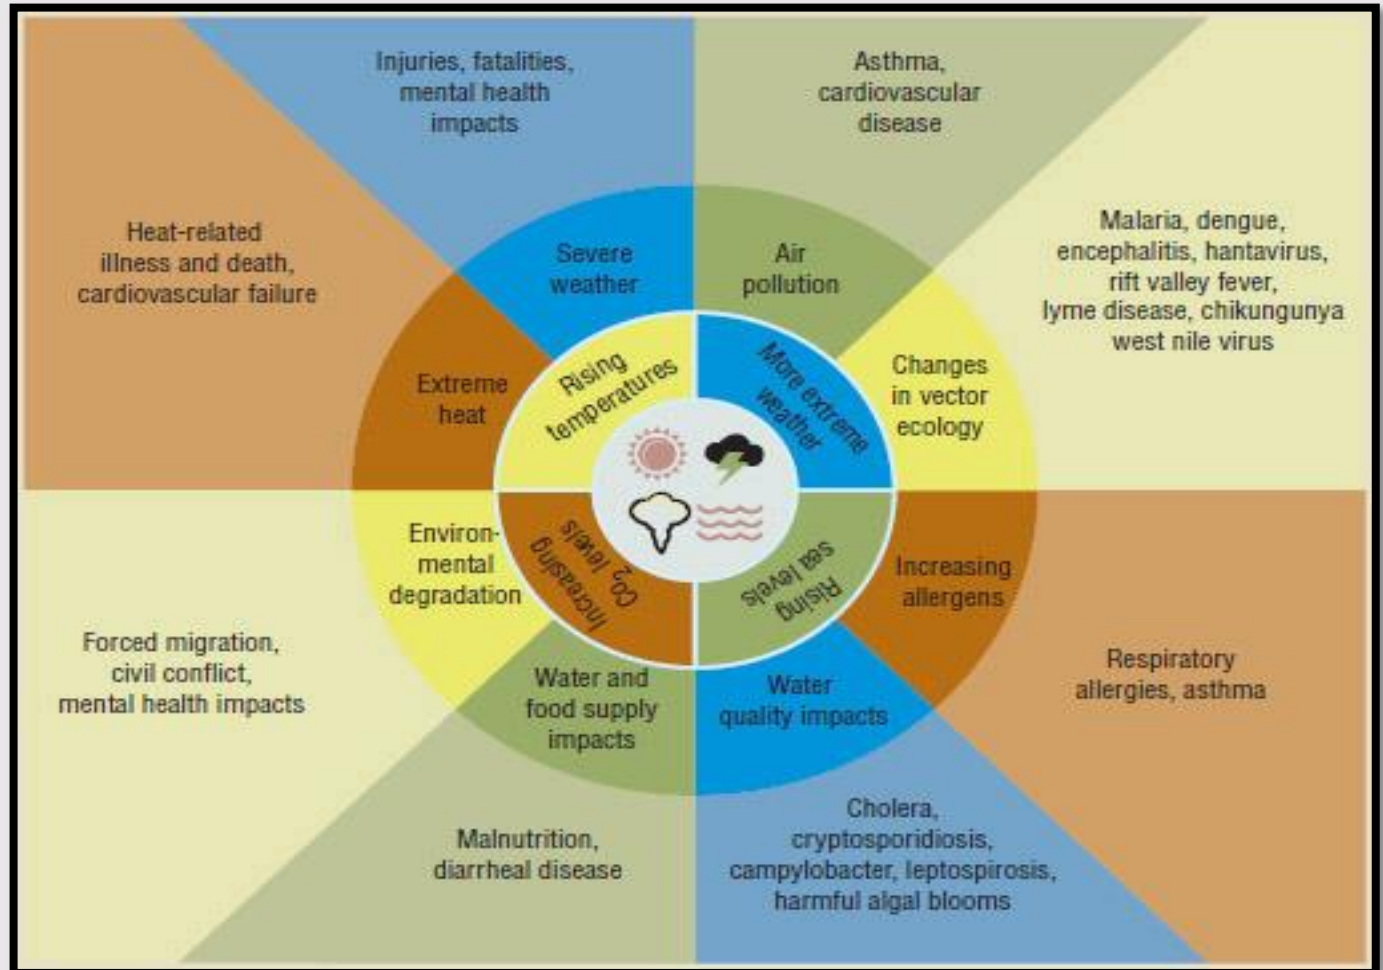 Injuries, fatalities,
mental health
impacts
Asthma,
cardiovascular
disease
Heat-related
illness and death,
cardiovascular failure
Severe
weather
Air
pollution
Malaria, dengue,
encephalitis, hantavirus,
rift valley fever,
lyme disease, chikungunya
west nile virus
Extreme
heat
Rising
temperatures
More extreme
weather
Changes
in vector
ecology
Environ-
mental
degradation
Increasing
CO₂ levels
Rising
sea levels
Increasing
allergens
Forced migration,
civil conflict,
mental health impacts
Water and
food supply
impacts
Water
quality impacts
Respiratory
allergies, asthma
Malnutrition,
diarrheal disease
Cholera,
cryptosporidiosis,
campylobacter, leptospirosis,
harmful algal blooms